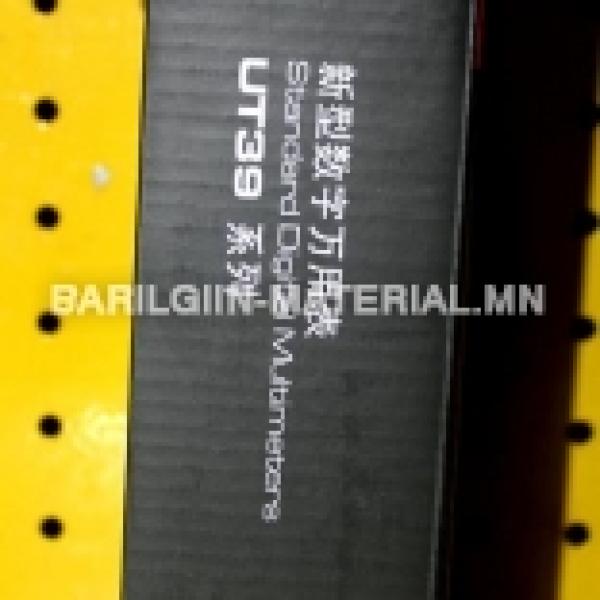 新型数字万用表
Standard Digital Multimeters
UT39 系列
BARILGIIN-MATERIAL.MN